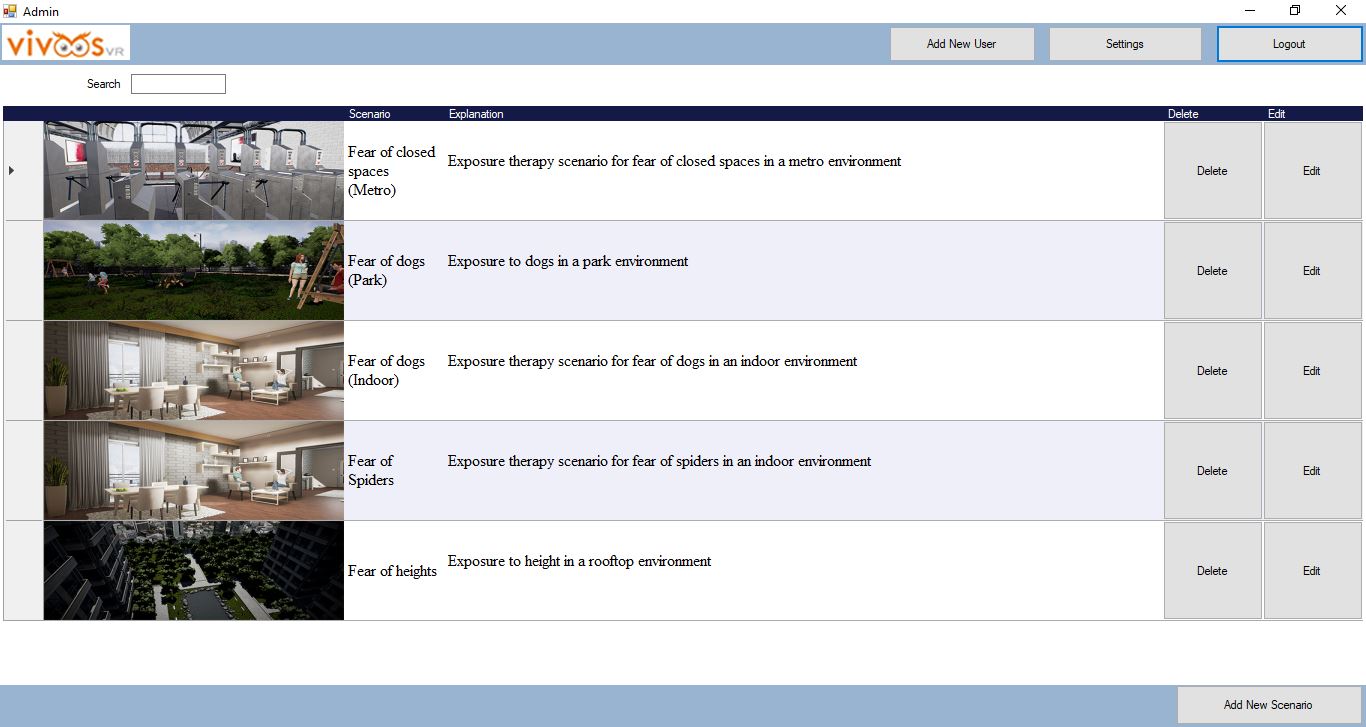 Admin
vivoosVR
Add New User
Settings
Logout
Search
Scenario
Explanation
Delete
Edit
Fear of closed
spaces
(Metro)
Exposure therapy scenario for fear of closed spaces in a metro environment
Delete
Edit
Fear of dogs
(Park)
Exposure to dogs in a park environment
Delete
Edit
Fear of dogs
(Indoor)
Exposure therapy scenario for fear of dogs in an indoor environment
Delete
Edit
Fear of
Spiders
Exposure therapy scenario for fear of spiders in an indoor environment
Delete
Edit
Fear of heights
Exposure to height in a rooftop environment
Delete
Edit
Add New Scenario